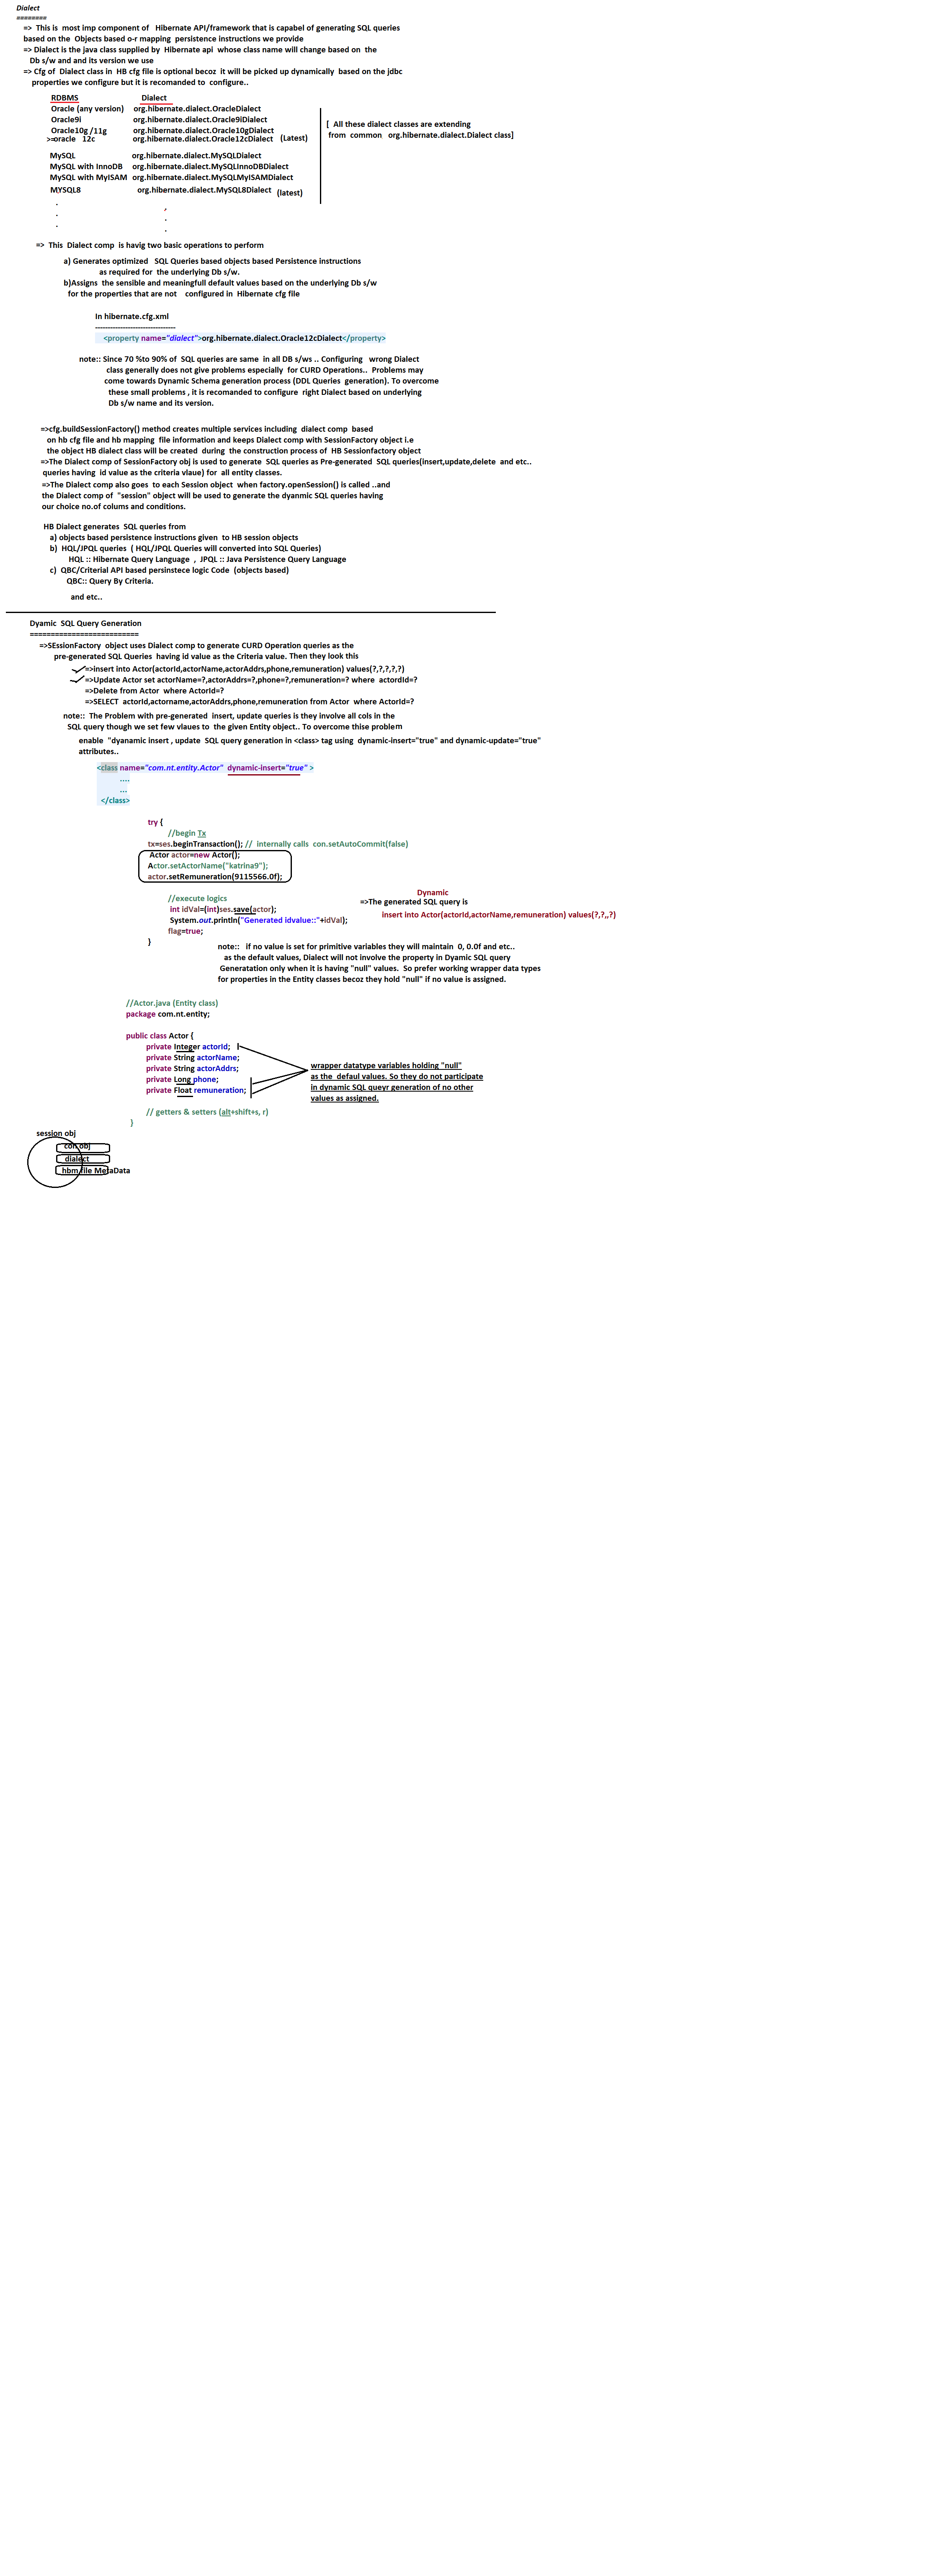 Dialect
========
=> This is most imp component of Hibernate API/framework that is capabel of generating SQL queries
based on the Objects based o-r mapping persistence instructions we provide
=> Dialect is the java class supplied by Hibernate api whose class name will change based on the
Db s/w and and its version we use
=> Cfg of Dialect class in HB cfg file is optional becoz it will be picked up dynamically based on the jdbc
properties we configure but it is recomanded to configure..
RDBMS Dialect
Oracle (any version) org.hibernate.dialect.OracleDialect
Oracle9i org.hibernate.dialect.Oracle9iDialect
Oracle10g /11g org.hibernate.dialect.Oracle10gDialect
>=oracle 12c org.hibernate.dialect.Oracle12cDialect (Latest)
[ All these dialect classes are extending
from common org.hibernate.dialect.Dialect class]
MySQL org.hibernate.dialect.MySQLDialect
MySQL with InnoDB org.hibernate.dialect.MySQLInnoDBDialect
MySQL with MyISAM org.hibernate.dialect.MySQLMyISAMDialect
MYSQL8 org.hibernate.dialect.MySQL8Dialect (latest)
. ,
. .
. .
=> This Dialect comp is havig two basic operations to perform
a) Generates optimized SQL Queries based objects based Persistence instructions
as required for the underlying Db s/w.
b)Assigns the sensible and meaningfull default values based on the underlying Db s/w
for the properties that are not configured in Hibernate cfg file
In hibernate.cfg.xml
--------------------------------
<property name="dialect">org.hibernate.dialect.Oracle12cDialect</property>
note:: Since 70 %to 90% of SQL queries are same in all DB s/ws .. Configuring wrong Dialect
class generally does not give problems especially for CURD Operations.. Problems may
come towards Dynamic Schema generation process (DDL Queries generation). To overcome
these small problems , it is recomanded to configure right Dialect based on underlying
Db s/w name and its version.
=>cfg.buildSessionFactory() method creates multiple services including dialect comp based
on hb cfg file and hb mapping file information and keeps Dialect comp with SessionFactory object i.e
the object HB dialect class will be created during the construction process of HB Sessionfactory object
=>The Dialect comp of SessionFactory obj is used to generate SQL queries as Pre-generated SQL queries(insert,update,delete and etc..
queries having id value as the criteria vlaue) for all entity classes.
=>The Dialect comp also goes to each Session object when factory.openSession() is called ..and
the Dialect comp of "session" object will be used to generate the dyanmic SQL queries having
our choice no.of colums and conditions.
HB Dialect generates SQL queries from
a) objects based persistence instructions given to HB session objects
b) HQL/JPQL queries ( HQL/JPQL Queries will converted into SQL Queries)
HQL :: Hibernate Query Language , JPQL :: Java Persistence Query Language
c) QBC/Criterial API based persinstece logic Code (objects based)
QBC:: Query By Criteria.
and etc..
Dyamic SQL Query Generation
==========================
=>SEssionFactory object uses Dialect comp to generate CURD Operation queries as the
pre-generated SQL Queries having id value as the Criteria value. Then they look this
=>insert into Actor(actorId,actorName,actorAddrs,phone,remuneration) values(?,?,?,?,?)
=>Update Actor set actorName=?,actorAddrs=?,phone=?,remuneration=? where actordId=?
=>Delete from Actor where ActorId=?
=>SELECT actorId,actorname,actorAddrs,phone,remuneration from Actor where ActorId=?
note:: The Problem with pre-generated insert, update queries is they involve all cols in the
SQL query though we set few vlaues to the given Entity object.. To overcome thise problem
enable "dyanamic insert , update SQL query generation in <class> tag using dynamic-insert="true" and dynamic-update="true"
attributes..
<class name="com.nt.entity.Actor" dynamic-insert="true" >
....
...
</class>
try {
//begin Tx
tx=ses.beginTransaction(); // internally calls con.setAutoCommit(false)
Actor actor=new Actor();
Actor.setActorName("katrina9");
actor.setRemuneration(9115566.0f);
//execute logics
int idVal=(int)ses.save(actor);
System.out.println("Generated idvalue::"+idVal);
flag=true;
}
Dynamic
=>The generated SQL query is
insert into Actor(actorId,actorName,remuneration) values(?,?,,?)
note:: if no value is set for primitive variables they will maintain 0, 0.0f and etc..
as the default values, Dialect will not involve the property in Dyamic SQL query
Generatation only when it is having "null" values. So prefer working wrapper data types
for properties in the Entity classes becoz they hold "null" if no value is assigned.
//Actor.java (Entity class)
package com.nt.entity;
public class Actor {
private Integer actorId;
private String actorName;
private String actorAddrs;
private Long phone;
private Float remuneration;
wrapper datatype variables holding "null"
as the defaul values. So they do not participate
in dynamic SQL queyr generation of no other
values as assigned.
// getters & setters (alt+shift+s, r)
}
session obj
con obj
dialect
hbm file MetaData